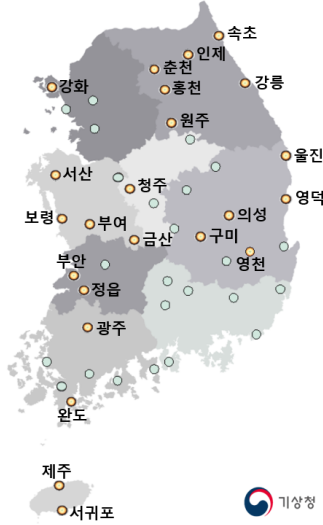 속초
인제
춘천
강화
홍천
강릉
원주
울진
서산
청주
영덕
보령
부여
의성
금산
구미
영천
부안
정읍
광주
완도
제주
서귀포
기상청